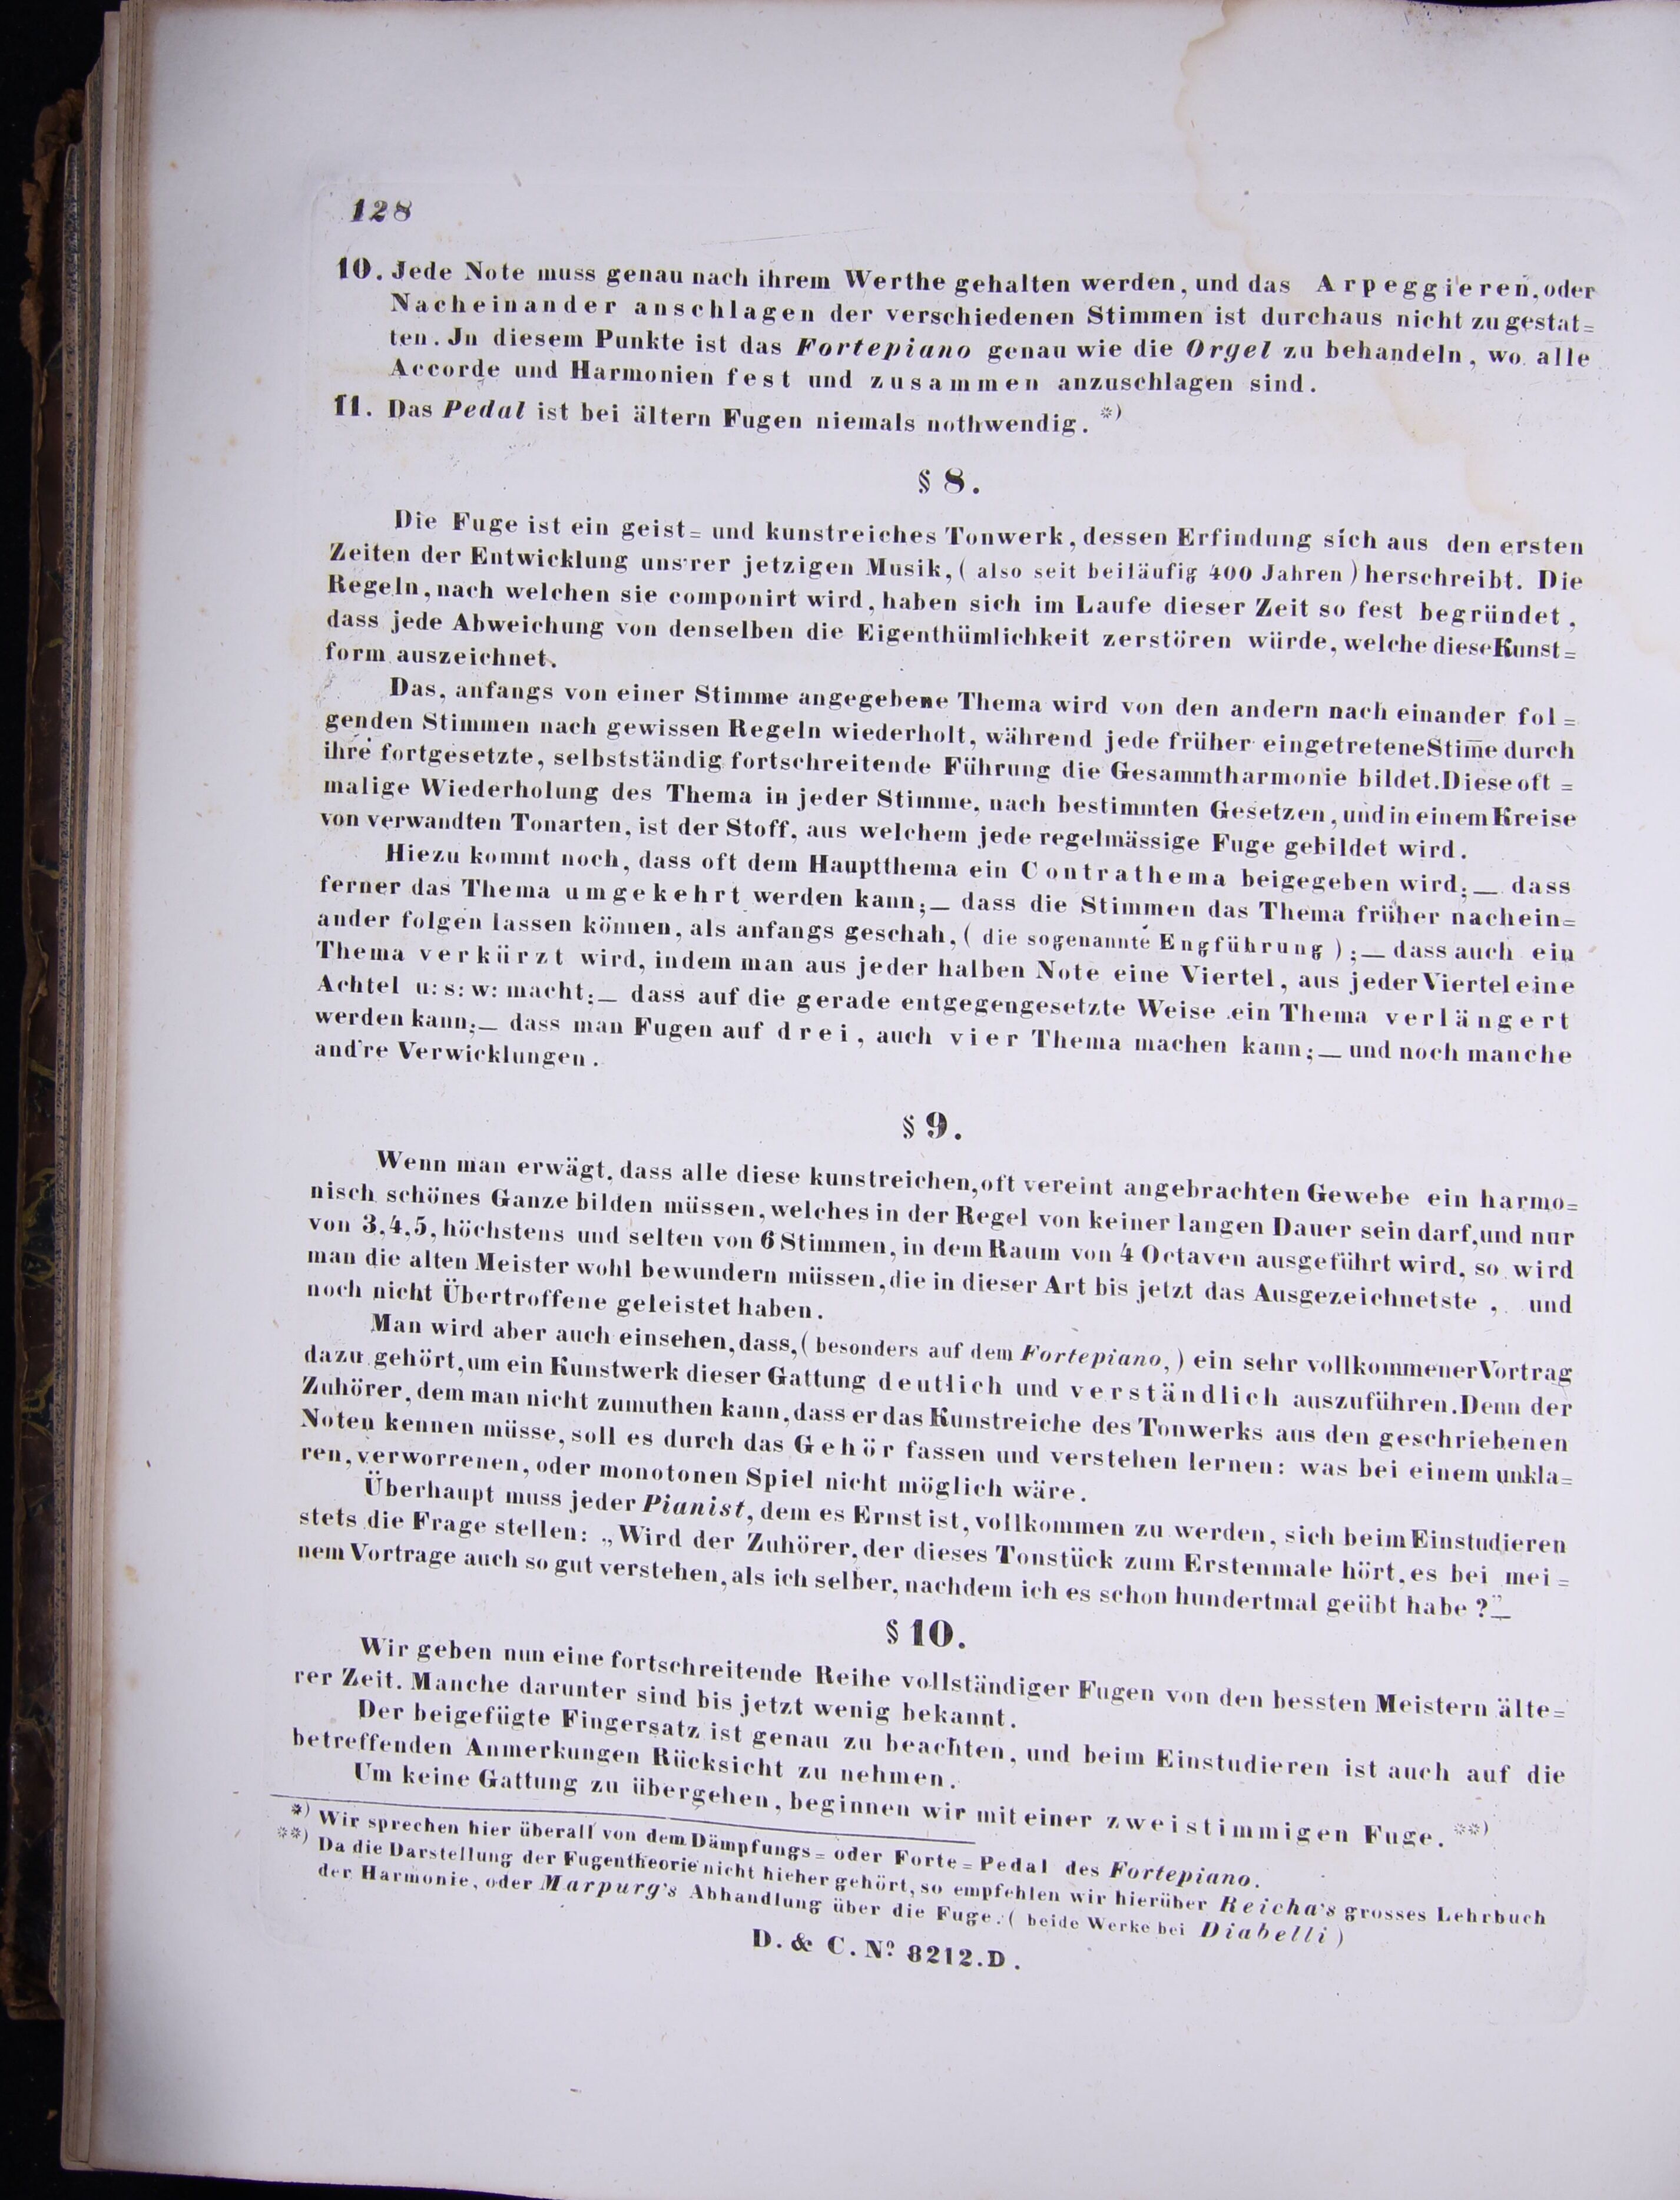 128
10. Jede Note muss genau nach ihrem Werthe gehalten werden, und das Arpeggieren, oder
Nacheinander anschlagen der verschiedenen Stimmen ist durchaus nicht zu gestat=
ten. Jn diesem Punkte ist das Fortepiano genau wie die Orgel zu behandeln, wo alle
Accorde und Harmonien fest und zusammen anzuschlagen sind.
11. Das Pedal ist bei ältern Fugen niemals nothwendig. *)
§ 8.
Die Fuge ist ein geist= und kunstreiches Tonwerk, dessen Erfindung sich aus den ersten
Zeiten der Entwicklung uns'rer jetzigen Musik, (also seit beiläufig 400 Jahren) herschreibt. Die
Regeln, nach welchen sie componirt wird, haben sich im Laufe dieser Zeit so fest begründet,
dass jede Abweichung von denselben die Eigenthümlichkeit zerstören würde, welche diese Kunst=
form auszeichnet.
Das, anfangs von einer Stimme angegebene Thema wird von den andern nach einander fol=
genden Stimmen nach gewissen Regeln wiederholt, während jede früher eingetretene Stim̅e durch
ihre fortgesetzte, selbstständig fortschreitende Führung die Gesammtharmonie bildet. Diese oft=
malige Wiederholung des Thema in jeder Stimme, nach bestimmten Gesetzen, und in einem Kreise
von verwandten Tonarten, ist der Stoff, aus welchem jede regelmässige Fuge gebildet wird.
Hiezu kommt noch, dass oft dem Hauptthema ein Contrathema beigegeben wird; — dass
ferner das Thema umgekehrt werden kann; — dass die Stimmen das Thema früher nachein=
ander folgen lassen können, als anfangs geschah, (die sogenannte Engführung); — dass auch ein
Thema verkürzt wird, indem man aus jeder halben Note eine Viertel, aus jeder Viertel eine
Achtel u: s: w: macht; — dass auf die gerade entgegengesetzte Weise ein Thema verlängert
werden kann; — dass man Fugen auf drei, auch vier Thema machen kann; — und noch manche
and're Verwicklungen.
§ 9.
Wenn man erwägt, dass alle diese kunstreichen, oft vereint angebrachten Gewebe ein harmo=
nisch schönes Ganze bilden müssen, welches in der Regel von keiner langen Dauer sein darf, und nur
von 3, 4, 5, höchstens und selten von 6 Stimmen, in dem Raum von 4 Octaven ausgeführt wird, so wird
man die alten Meister wohl bewundern müssen, die in dieser Art bis jetzt das Ausgezeichnetste, und
noch nicht Übertroffene geleistet haben.
Man wird aber auch einsehen, dass, (besonders auf dem Fortepiano,) ein sehr vollkommener Vortrag
dazu gehört, um ein Kunstwerk dieser Gattung deutlich und verständlich auszuführen. Denn der
Zuhörer, dem man nicht zumuthen kann, dass er das Kunstreiche des Tonwerks aus den geschriebenen
Noten kennen müsse, soll es durch das Gehör fassen und verstehen lernen: was bei einem unkla=
ren, verworrenen, oder monotonen Spiel nicht möglich wäre.
Überhaupt muss jeder Pianist, dem es Ernst ist, vollkommen zu werden, sich beim Einstudieren
stets die Frage stellen: „Wird der Zuhörer, der dieses Tonstück zum Erstenmale hört, es bei mei=
nem Vortrage auch so gut verstehen, als ich selber, nachdem ich es schon hundertmal geübt habe?" —
§ 10.
Wir geben nun eine fortschreitende Reihe vollständiger Fugen von den bessten Meistern älte=
rer Zeit. Manche darunter sind bis jetzt wenig bekannt.
Der beigefügte Fingersatz ist genau zu beachten, und beim Einstudieren ist auch auf die
betreffenden Anmerkungen Rücksicht zu nehmen.
Um keine Gattung zu übergehen, beginnen wir mit einer zweistimmigen Fuge. **)
*) Wir sprechen hier überall von dem Dämpfungs= oder Forte=Pedal des Fortepiano.
**) Da die Darstellung der Fugentheorie nicht hieher gehört, so empfehlen wir hierüber Reicha's grosses Lehrbuch
der Harmonie, oder Marpurg's Abhandlung über die Fuge. (beide Werke bei Diabelli)
D. & C. Nº 8212. D.